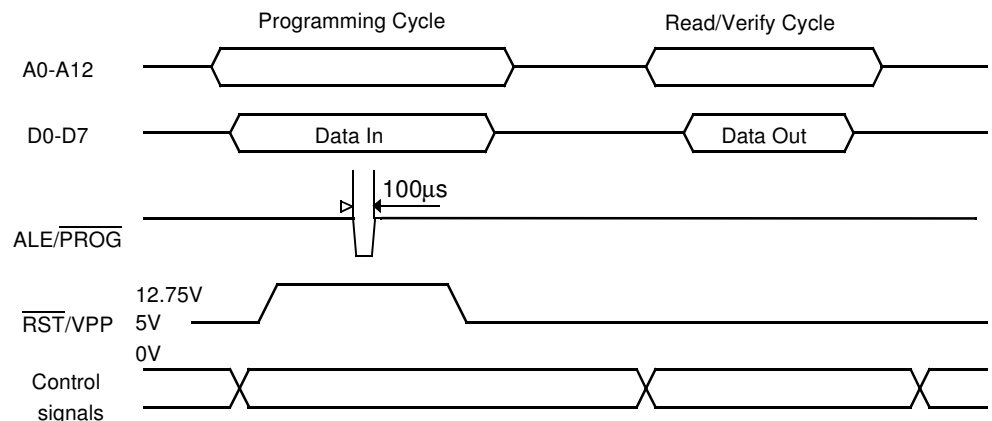 Programming Cycle
Read/Verify Cycle
A0-A12
D0-D7
Data In
Data Out
100μs
ALE/PROG
12.75V
RST/VPP
5V
0V
Control
signals